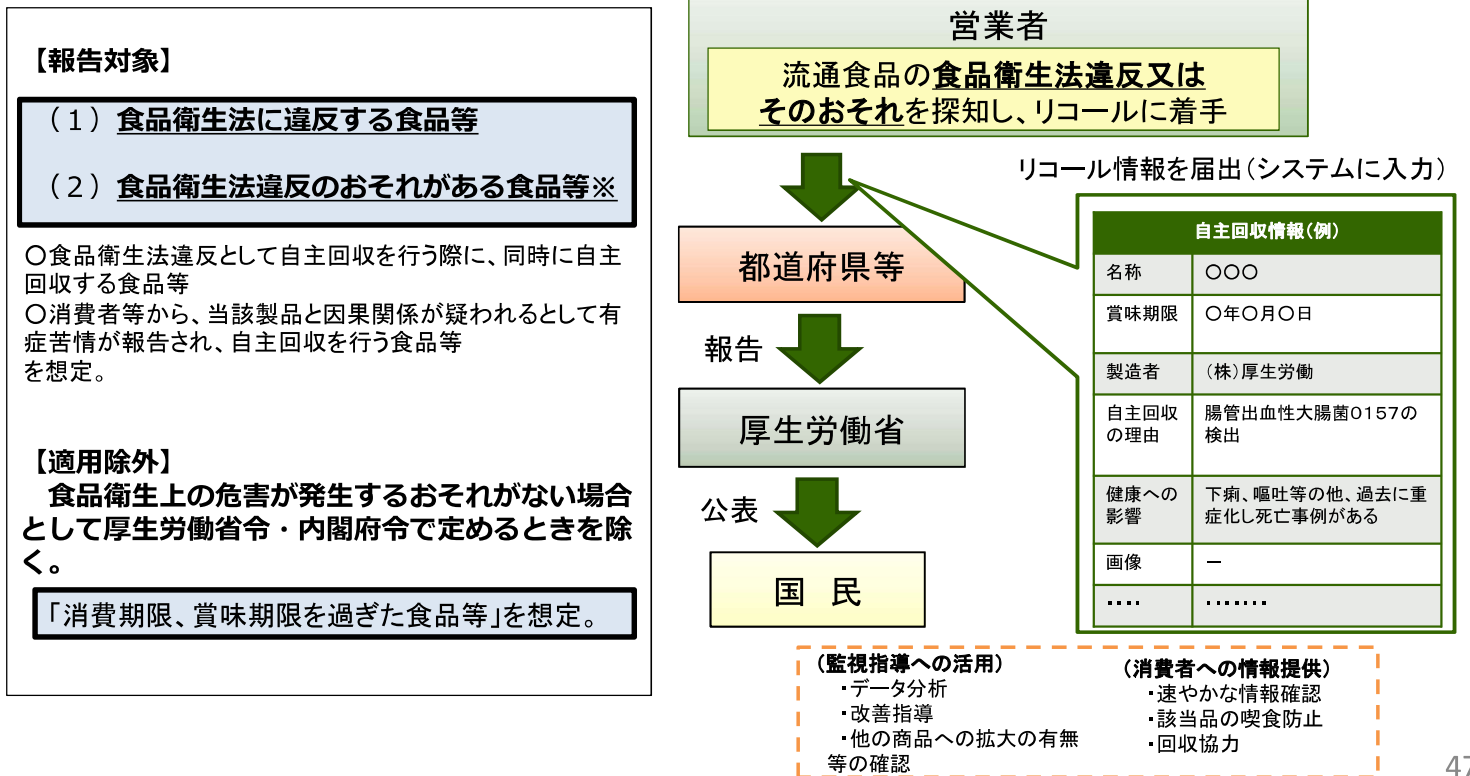 【報告対象】
（１）食品衛生法に違反する食品等
（２）食品衛生法違反のおそれがある食品等※
○食品衛生法違反として自主回収を行う際に、同時に自主
回収する食品等
○消費者等から、当該製品と因果関係が疑われるとして有
症苦情が報告され、自主回収を行う食品等
を想定。
【適用除外】
食品衛生上の危害が発生するおそれがない場合
として厚生労働省令・内閣府令で定めるときを除
く。
「消費期限、賞味期限を過ぎた食品等」を想定。
営業者
流通食品の食品衛生法違反又は
そのおそれを探知し、リコールに着手
リコール情報を届出（システムに入力）
都道府県等
報告
厚生労働省
公表
国 民
自主回収情報（例）
名称 ○○○
賞味期限 ○年○月○日
製造者 （株）厚生労働
自主回収 腸管出血性大腸菌O157の
の理由 検出
健康への 下痢、嘔吐等の他、過去に重
影響 症化し死亡事例がある
画像 －
‥‥ ‥‥‥・
（監視指導への活用）
・データ分析
・改善指導
・他の商品への拡大の有無
等の確認
（消費者への情報提供）
・速やかな情報確認
・該当品の喫食防止
・回収協力
47